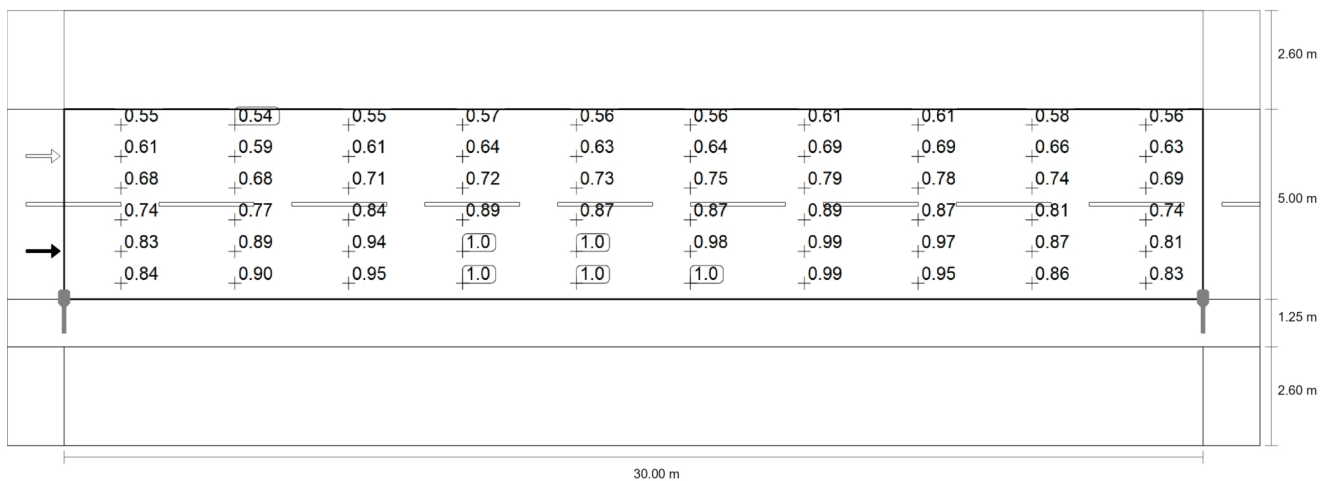 2.60 m
0.55 0.54 0.55 0.57 0.56 0.56 0.61 0.61 0.58 0.56
0.61 0.59 0.61 0.64 0.63 0.64 0.69 0.69 0.66 0.63
0.68 0.68 0.71 0.72 0.73 0.75 0.79 0.78 0.74 0.69
5.00 m
0.74 0.77 0.84 0.89 0.87 0.87 0.89 0.87 0.81 0.74
0.83 0.89 0.94 1.0 1.0 0.98 0.99 0.97 0.87 0.81
0.84 0.90 0.95 1.0 1.0 1.0 0.99 0.95 0.86 0.83
1.25 m
2.60 m
30.00 m